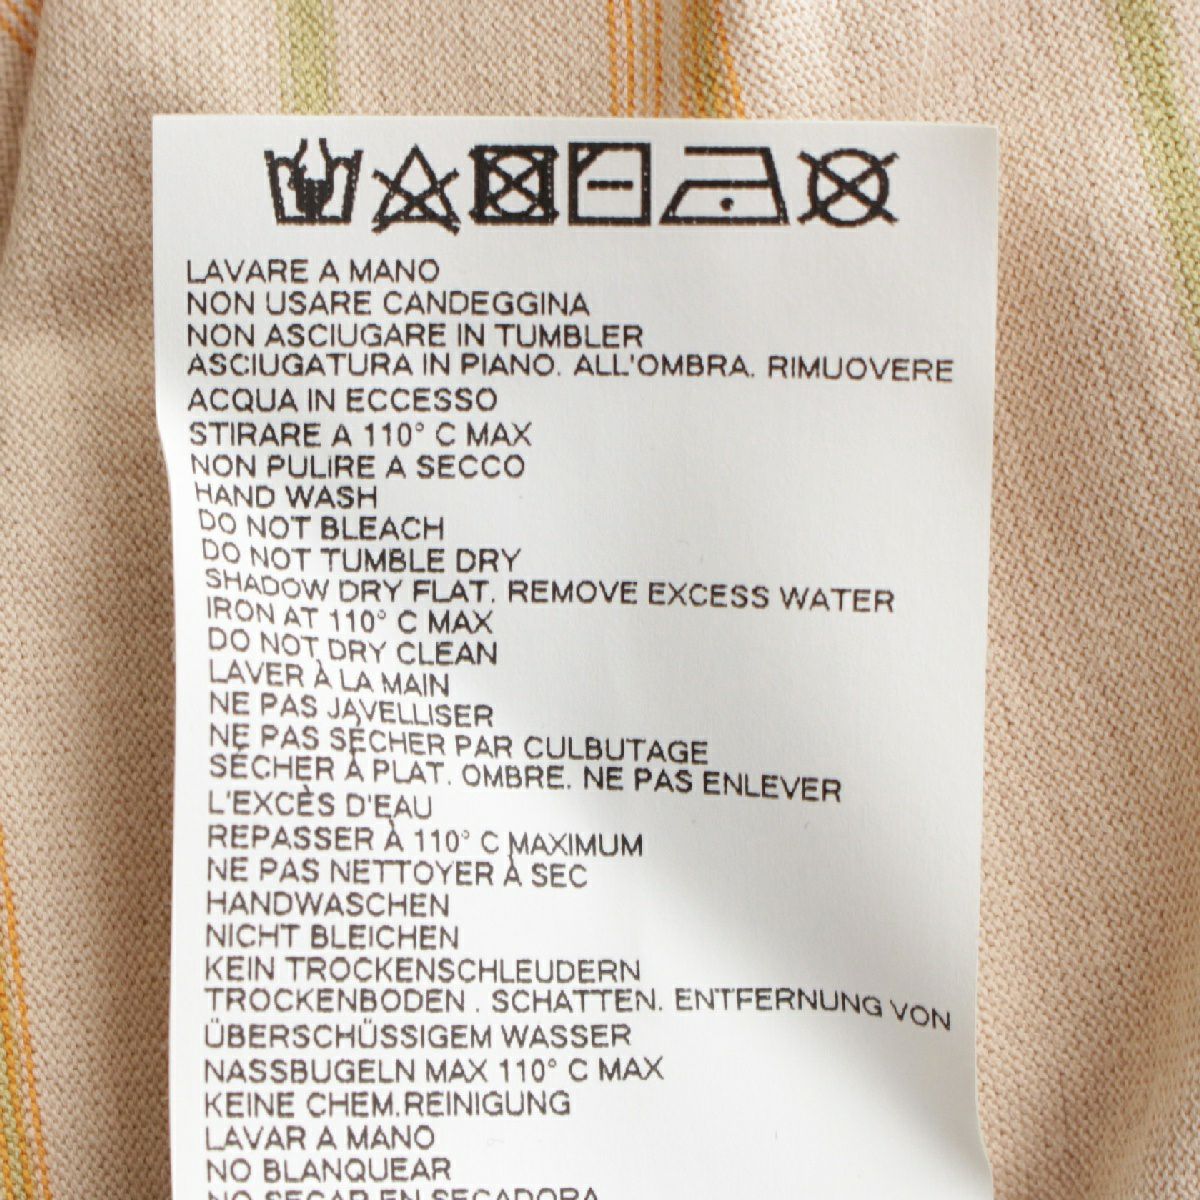 LAVARE A MANO
NON USARE CANDEGGINA
NON ASCIUGARE IN TUMBLER
ASCIUGATURA IN PIANO. ALL'OMBRA. RIMUOVERE
ACQUA IN ECCESSO
STIRARE A 110° C MAX
NON PULIRE A SECCO
HAND WASH
DO NOT BLEACH
DO NOT TUMBLE DRY
SHADOW DRY FLAT. REMOVE EXCESS WATER
IRON AT 110° C MAX
DO NOT DRY CLEAN
LAVER À LA MAIN
NE PAS JAVELLISER
NE PAS SÉCHER PAR CULBUTAGE
SÉCHER À PLAT. OMBRE. NE PAS ENLEVER
L'EXCÈS D'EAU
REPASSER À 110° C MAXIMUM
NE PAS NETTOYER À SEC
HANDWASCHEN
NICHT BLEICHEN
KEIN TROCKENSCHLEUDERN
TROCKENBODEN . SCHATTEN. ENTFERNUNG VON
ÜBERSCHÜSSIGEM WASSER
NASSBUGELN MAX 110° C MAX
KEINE CHEM.REINIGUNG
LAVAR A MANO
NO BLANQUEAR
NO SECAR EN SECADORA